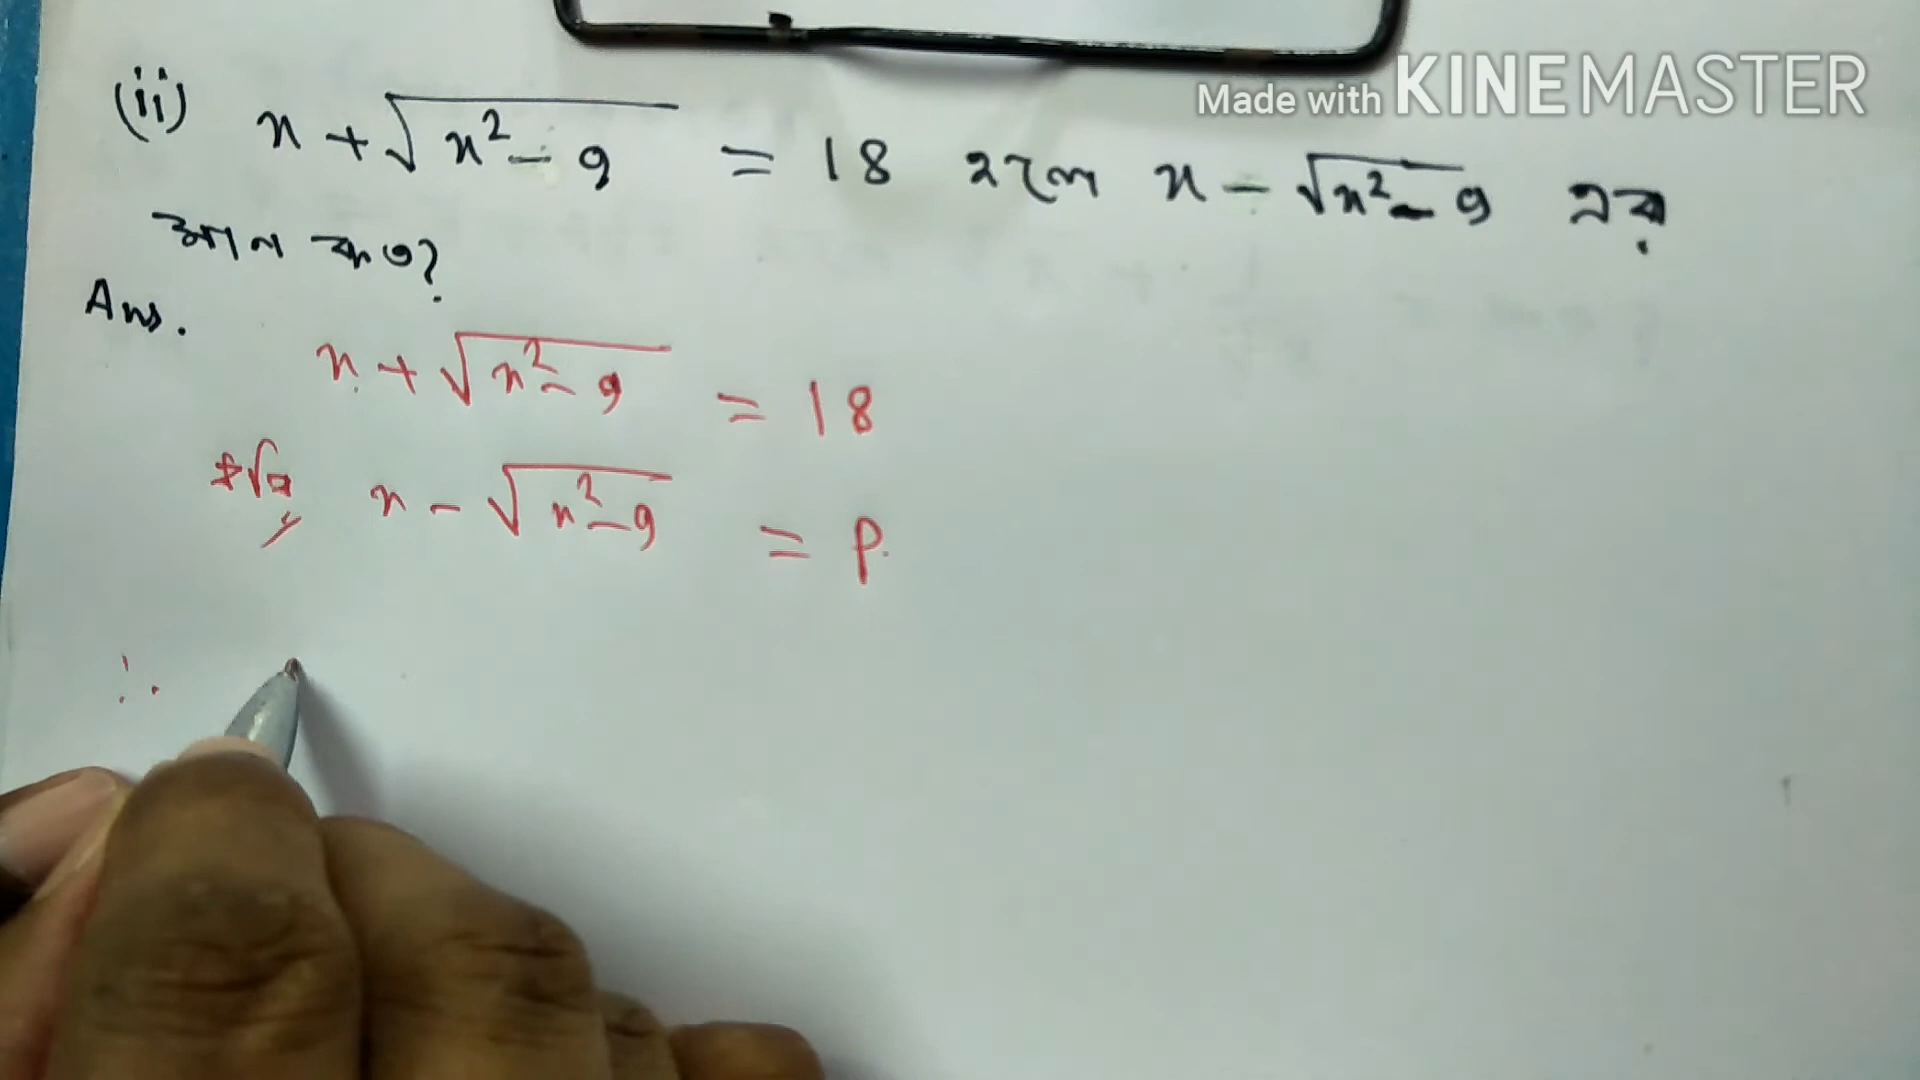 Made with KINEMASTER
(ii) x + √x² - 9 = 18 হলে x - √x² - 9 এর
মান কত?
Ans.
x + √x² - 9 = 18
ধরি, x - √x² - 9 = p
∴